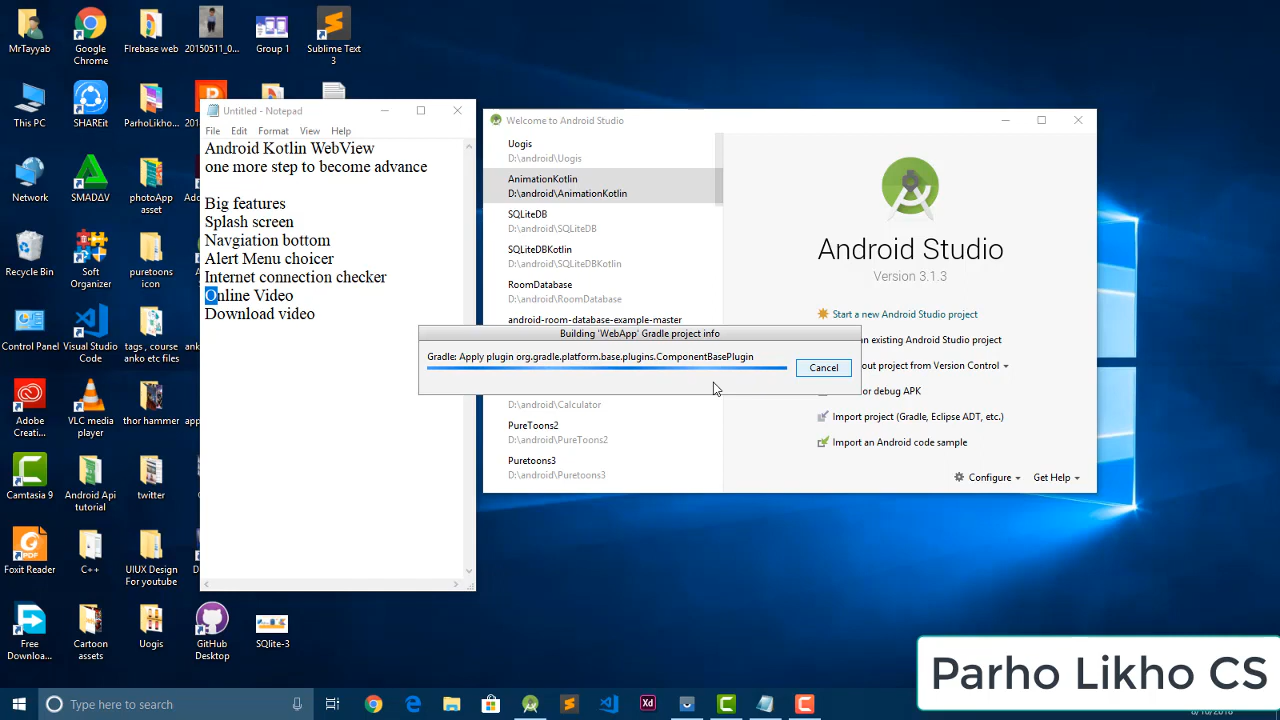 MrTayyab
Google
Chrome
FIrebase web
20150511_0...
Group 1
Sublime Text
3
This PC
SHAREit
ParhoLikho...
Network
SMADAV
photoApp
asset
Recycle Bin
Soft
Organizer
puretoons
icon
Control Panel
Visual Studio
Code
tags , course
anko etc files
Adobe
Creati...
VLC media
player
thor hammer
Camtasia 9
Android Api
tutorial
twitter
Foxit Reader
C++
UIUX Design
For youtube
Free
Downloa...
Cartoon
assets
Uogis
GitHub
Desktop
SQlite-3
Untitled - Notepad
File Edit Format View Help
Android Kotlin WebView
one more step to become advance
Big features
Splash screen
Navgiation bottom
Alert Menu choicer
Internet connection checker
Online Video
Download video
Welcome to Android Studio
Uogis
D:\android\Uogis
AnimationKotlin
D:\android\AnimationKotlin
SQLiteDB
D:\android\SQLiteDB
SQLiteDBKotlin
D:\android\SQLiteDBKotlin
RoomDatabase
D:\android\RoomDatabase
android-room-database-example-master
D:\android\Calculator
PureToons2
D:\android\PureToons2
Puretoons3
D:\android\Puretoons3
Android Studio
Version 3.1.3
Start a new Android Studio project
an existing Android Studio project
out project from Version Control
or debug APK
Import project (Gradle, Eclipse ADT, etc.)
Import an Android code sample
Configure Get Help
Building 'WebApp' Gradle project info
Gradle: Apply plugin org.gradle.platform.base.plugins.ComponentBasePlugin
Cancel
Parho Likho CS
Type here to search